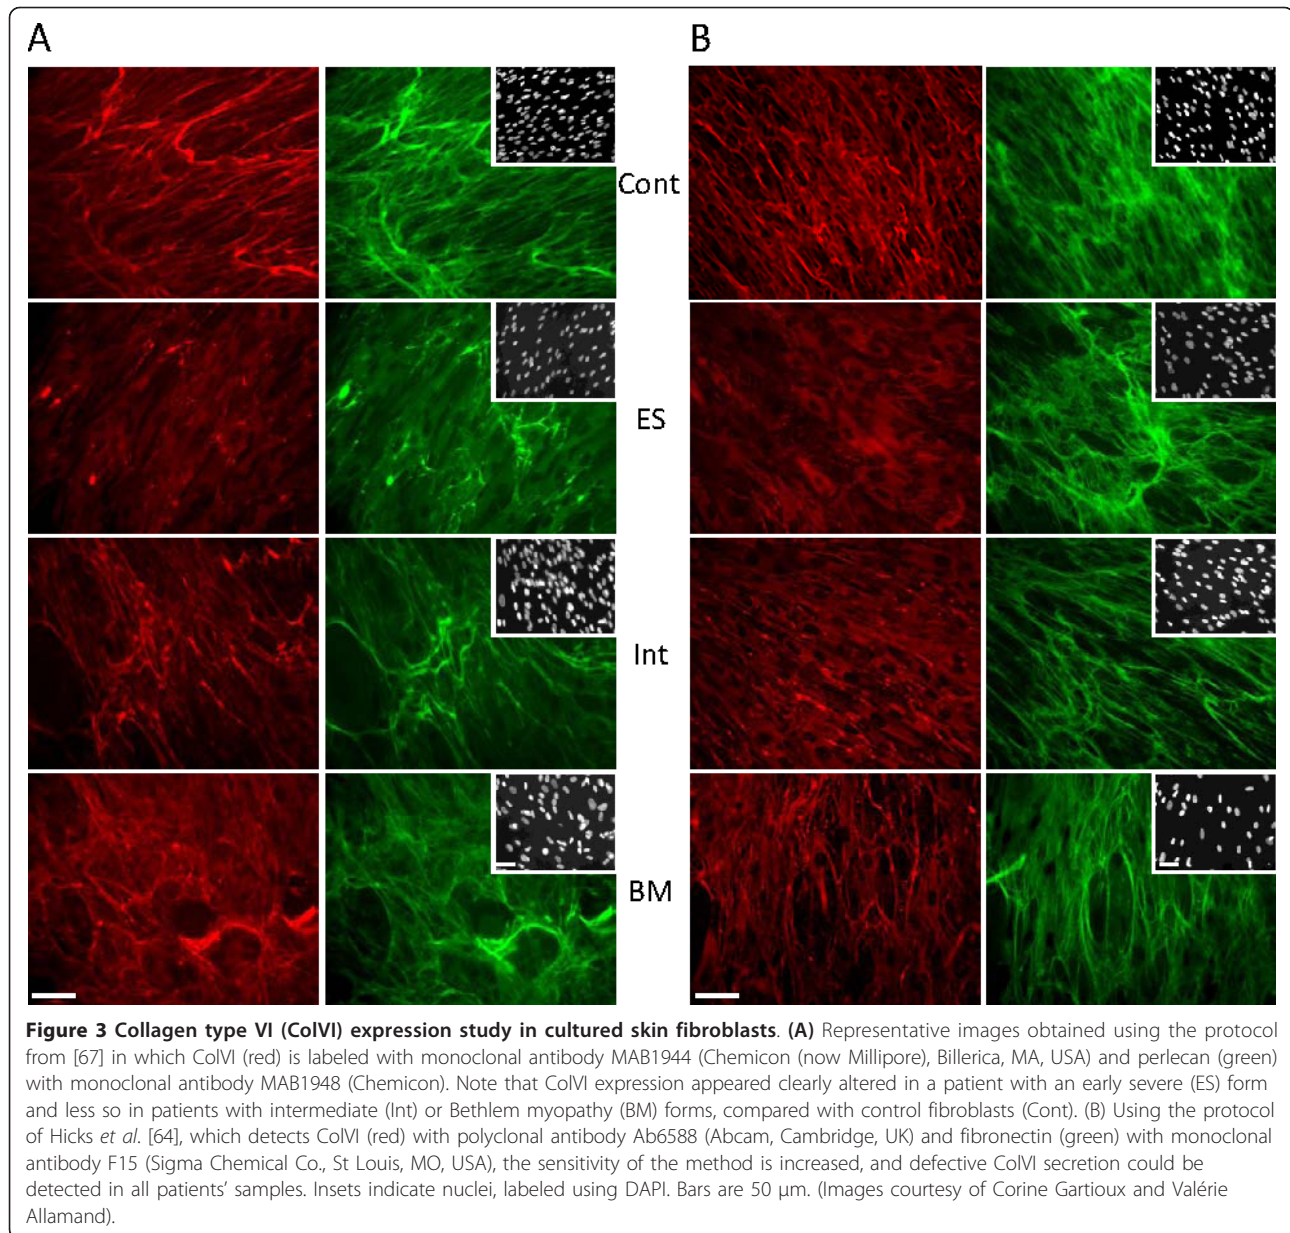 A
B
Cont
ES
Int
BM
Figure 3 Collagen type VI (ColVI) expression study in cultured skin fibroblasts. (A) Representative images obtained using the protocol
from [67] in which ColVI (red) is labeled with monoclonal antibody MAB1944 (Chemicon (now Millipore), Billerica, MA, USA) and perlecan (green)
with monoclonal antibody MAB1948 (Chemicon). Note that ColVI expression appeared clearly altered in a patient with an early severe (ES) form
and less so in patients with intermediate (Int) or Bethlem myopathy (BM) forms, compared with control fibroblasts (Cont). (B) Using the protocol
of Hicks et al. [64], which detects ColVI (red) with polyclonal antibody Ab6588 (Abcam, Cambridge, UK) and fibronectin (green) with monoclonal
antibody F15 (Sigma Chemical Co., St Louis, MO, USA), the sensitivity of the method is increased, and defective ColVI secretion could be
detected in all patients' samples. Insets indicate nuclei, labeled using DAPI. Bars are 50 μm. (Images courtesy of Corine Gartioux and Valérie
Allamand).